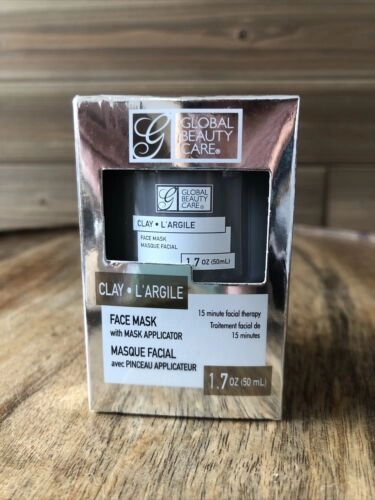 G
GLOBAL
BEAUTY
CARE®
G
GLOBAL
BEAUTY
CARE®
CLAY • L'ARGILE
FACE MASK
MASQUE FACIAL
1.7 OZ (50mL)
CLAY • L'ARGILE
FACE MASK
with MASK APPLICATOR
MASQUE FACIAL
avec PINCEAU APPLICATEUR
15 minute facial therapy
Traitement facial de
15 minutes
1.7 OZ (50 mL)